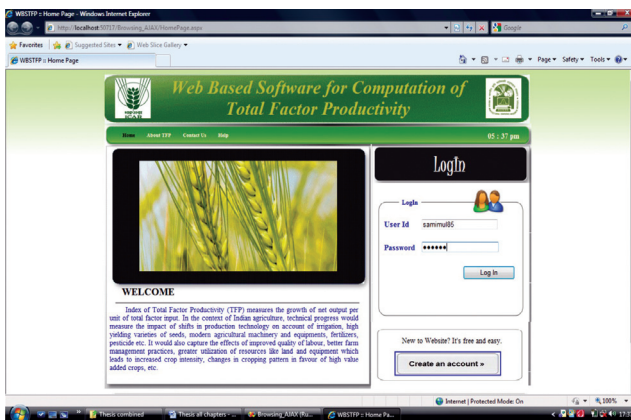 WBSTFP :: Home Page - Windows Internet Explorer
http://localhost:50737/Browsing_AJAX/HomePage.aspx
Google
Favorites Suggested Sites Web Slice Gallery
WBSTFP :: Home Page
Page Safety Tools
Web Based Software for Computation of
Total Factor Productivity
ICAR
Home About TFP Contact Us Help
05 : 37 pm
LogIn
Login
User Id samimul85
Password ••••••
Log In
WELCOME
Index of Total Factor Productivity (TFP) measures the growth of net output per
unit of total factor input. In the context of Indian agriculture, technical progress would
measure the impact of shifts in production technology on account of irrigation, high
yielding varieties of seeds, modern agricultural machinery and equipments, fertilizers,
pesticide etc. It would also capture the effects of improved quality of labour, better farm
management practices, greater utilization of resources like land and equipment which
leads to increased crop intensity, changes in cropping pattern in favour of high value
added crops, etc.
New to Website? It's free and easy.
Create an account »
Internet | Protected Mode: On
100%
Thesis combined
Thesis all chapters - ...
Browsing_AJAX (Ru...
WBSTFP :: Home Pa...